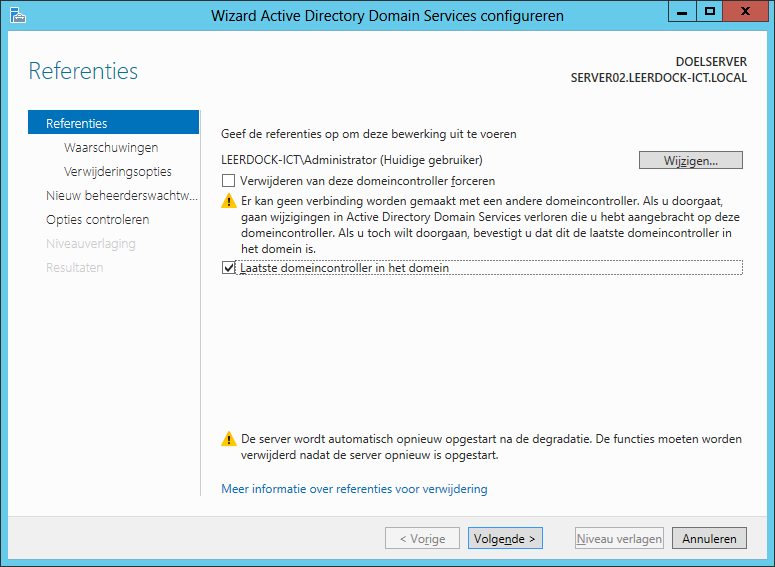 Wizard Active Directory Domain Services configureren
Referenties
DOELSERVER
SERVER02.LEERDOCK-ICT.LOCAL
Referenties
Waarschuwingen
Verwijderingsopties
Nieuw beheerderswachtw...
Opties controleren
Niveauverlaging
Resultaten
Geef de referenties op om deze bewerking uit te voeren
LEERDOCK-ICT\Administrator (Huidige gebruiker)
Wijzigen...
Verwijderen van deze domeincontroller forceren
Er kan geen verbinding worden gemaakt met een andere domeincontroller. Als u doorgaat,
gaan wijzigingen in Active Directory Domain Services verloren die u hebt aangebracht op deze
domeincontroller. Als u toch wilt doorgaan, bevestigt u dat dit de laatste domeincontroller in
het domein is.
Laatste domeincontroller in het domein
De server wordt automatisch opnieuw opgestart na de degradatie. De functies moeten worden
verwijderd nadat de server opnieuw is opgestart.
Meer informatie over referenties voor verwijdering
< Vorige
Volgende >
Niveau verlagen
Annuleren